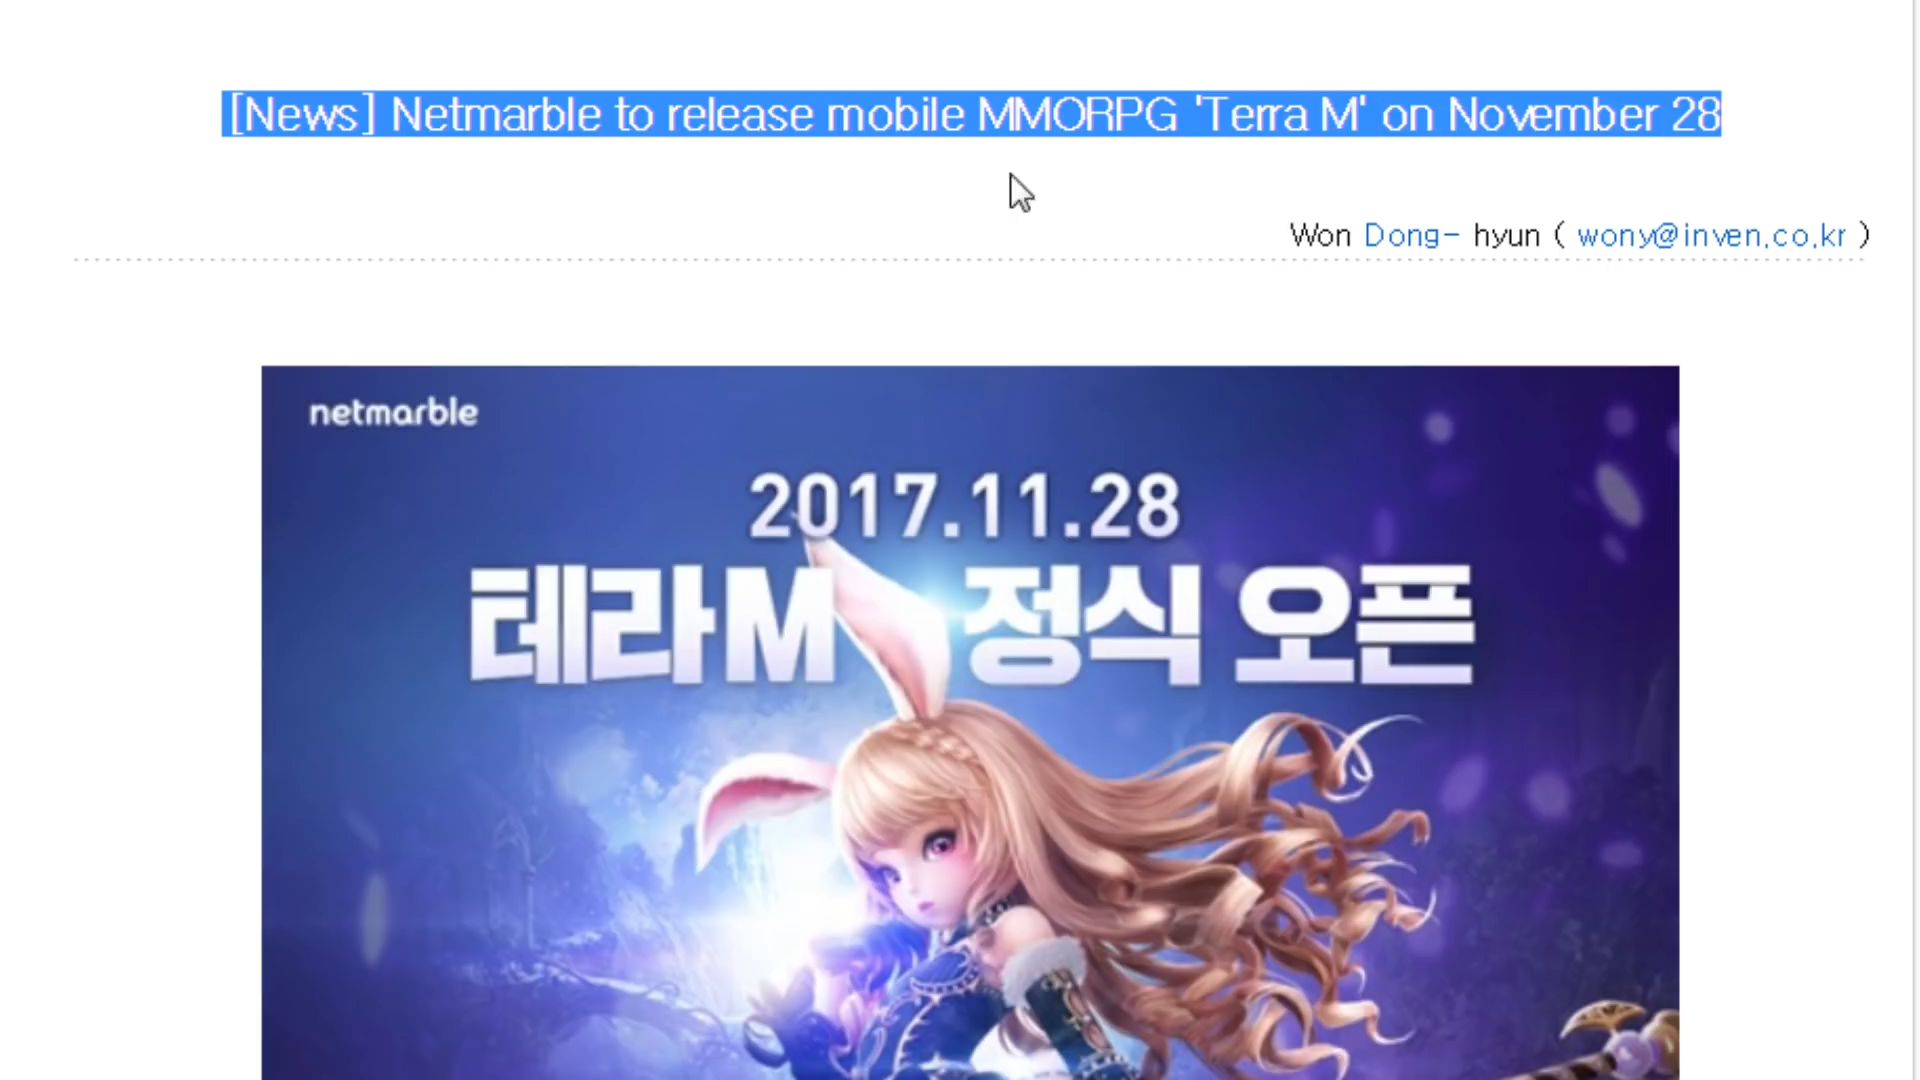 [News] Netmarble to release mobile MMORPG 'Terra M' on November 28
Won Dong- hyun ( wony@inven.co.kr )
netmarble
2017.11.28
테라M 정식 오픈